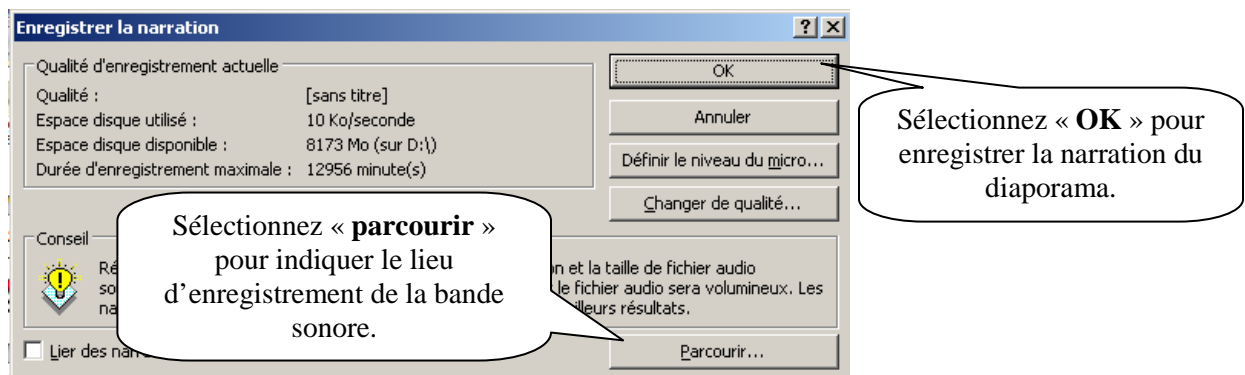 Enregistrer la narration
Qualité d'enregistrement actuelle
Qualité : [sans titre]
Espace disque utilisé : 10 Ko/seconde
Espace disque disponible : 8173 Mo (sur D:\)
Durée d'enregistrement maximale : 12956 minute(s)
OK
Annuler
Définir le niveau du micro...
Changer de qualité...
Sélectionnez « OK » pour
enregistrer la narration du
diaporama.
Sélectionnez « parcourir »
pour indiquer le lieu
d’enregistrement de la bande
sonore.
Conseil
et la taille de fichier audio
le fichier audio sera volumineux. Les
résultats.
Lier des
Parcourir...